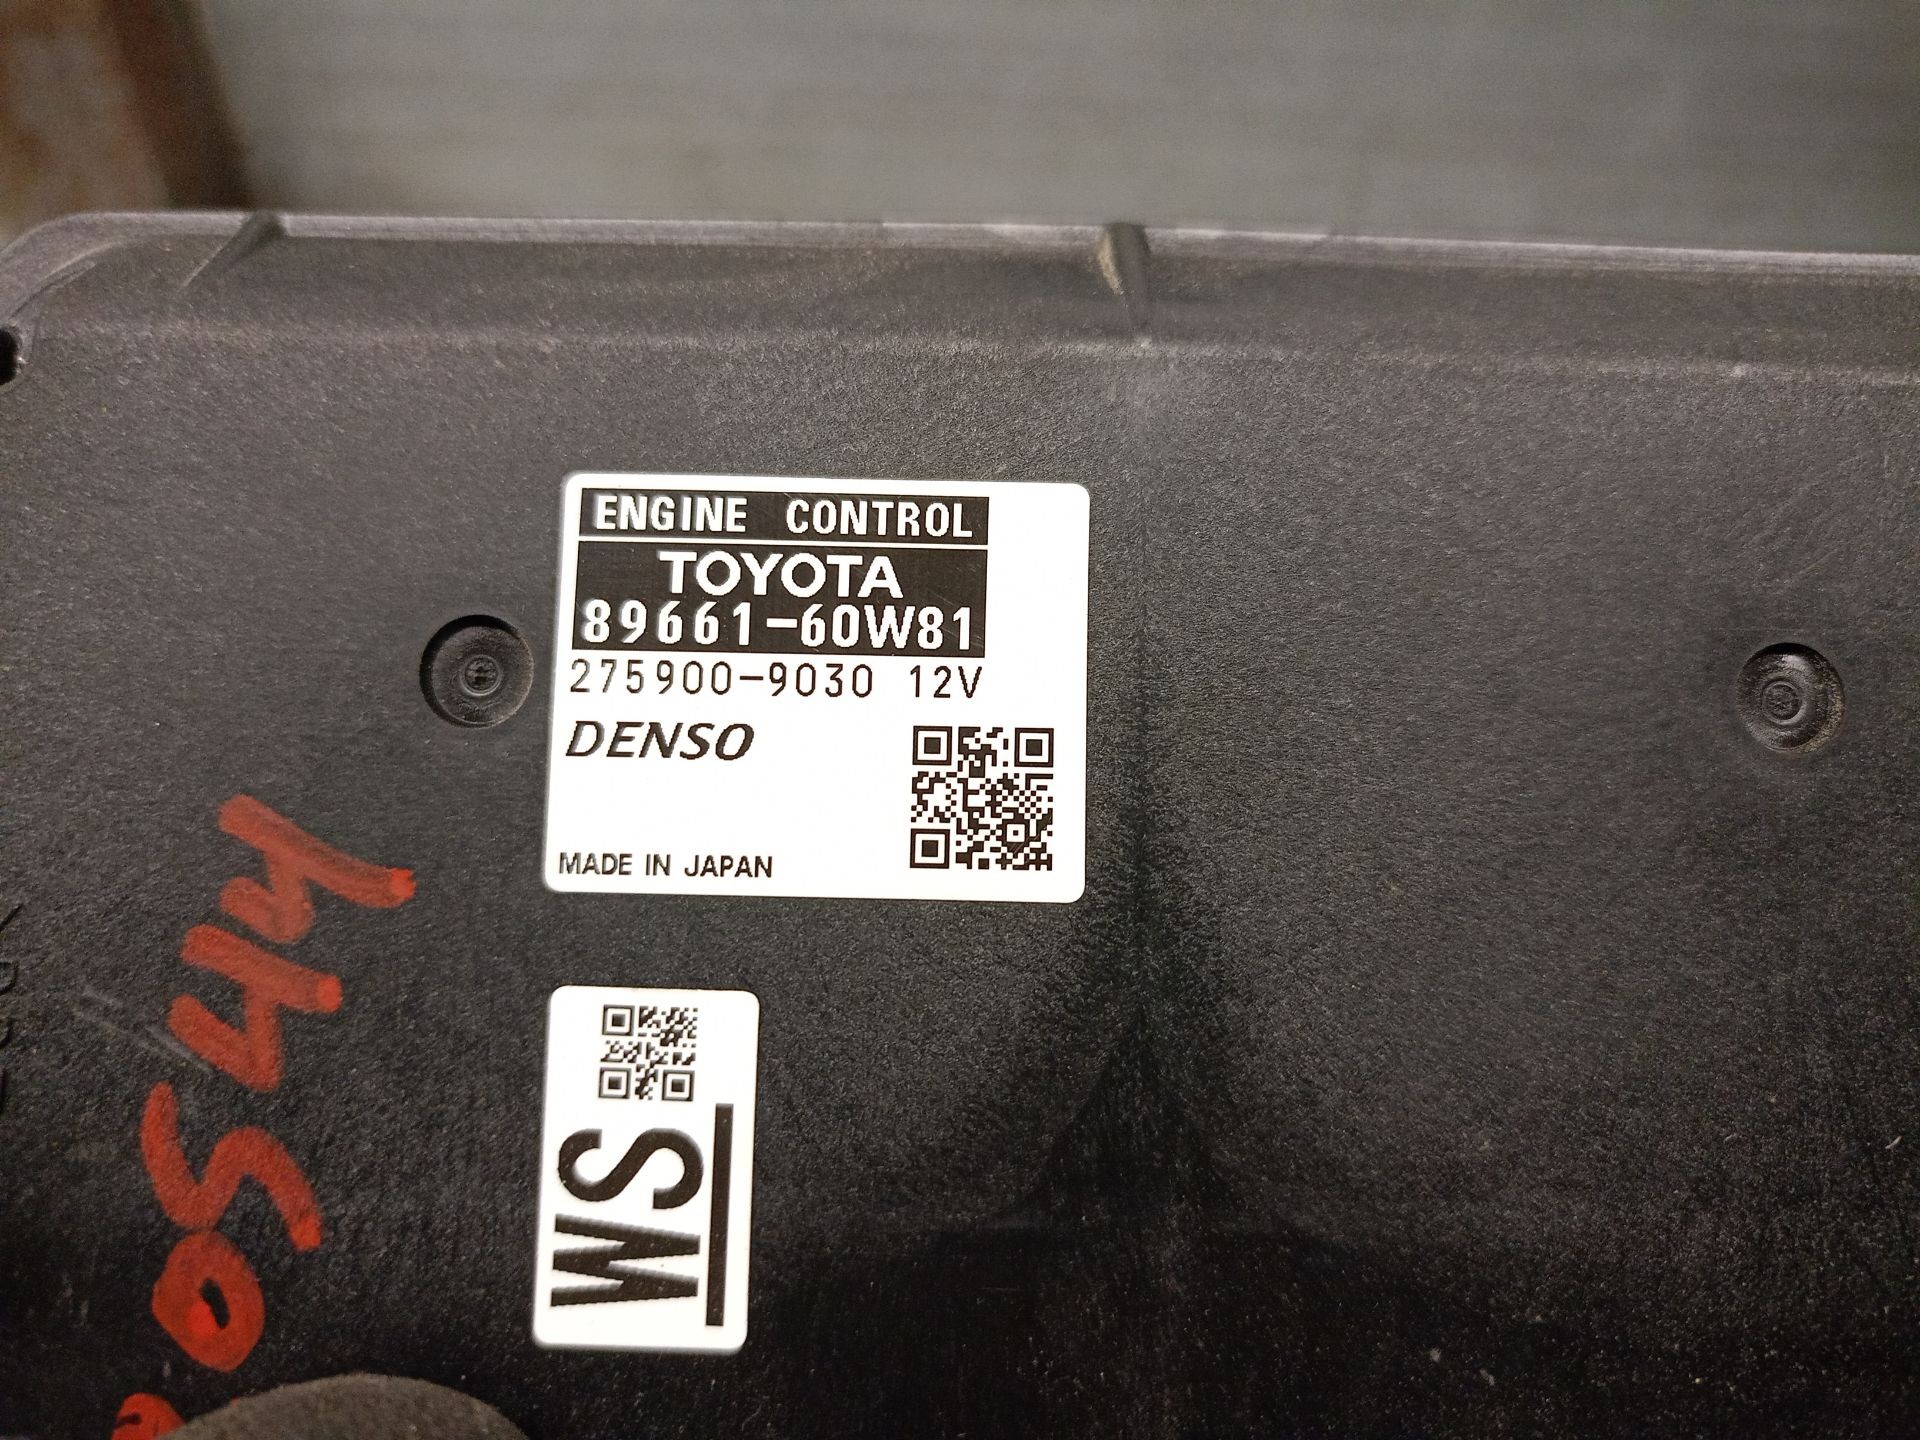 ENGINE CONTROL
TOYOTA
89661-60W81
275900-9030 12V
DENSO
MADE IN JAPAN
WS